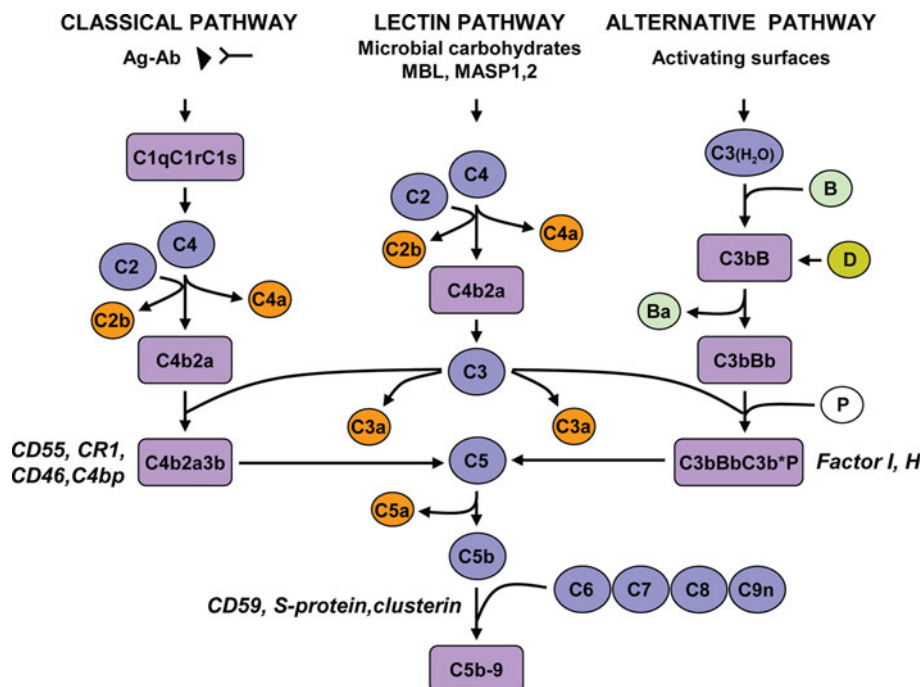 CLASSICAL PATHWAY
Ag-Ab
C1qC1rC1s
C4
C2
C4a
C2b
C4b2a
CD55, CR1,
CD46,C4bp
C4b2a3b
LECTIN PATHWAY
Microbial carbohydrates
MBL, MASP1,2
C4
C2
C4a
C2b
C4b2a
C3
C3a
C3a
C5
C5a
C5b
CD59, S-protein,clusterin
C6
C7
C8
C9n
C5b-9
ALTERNATIVE PATHWAY
Activating surfaces
C3(H₂O)
B
C3bB
D
Ba
C3bBb
P
C3bBbC3b*P
Factor I, H